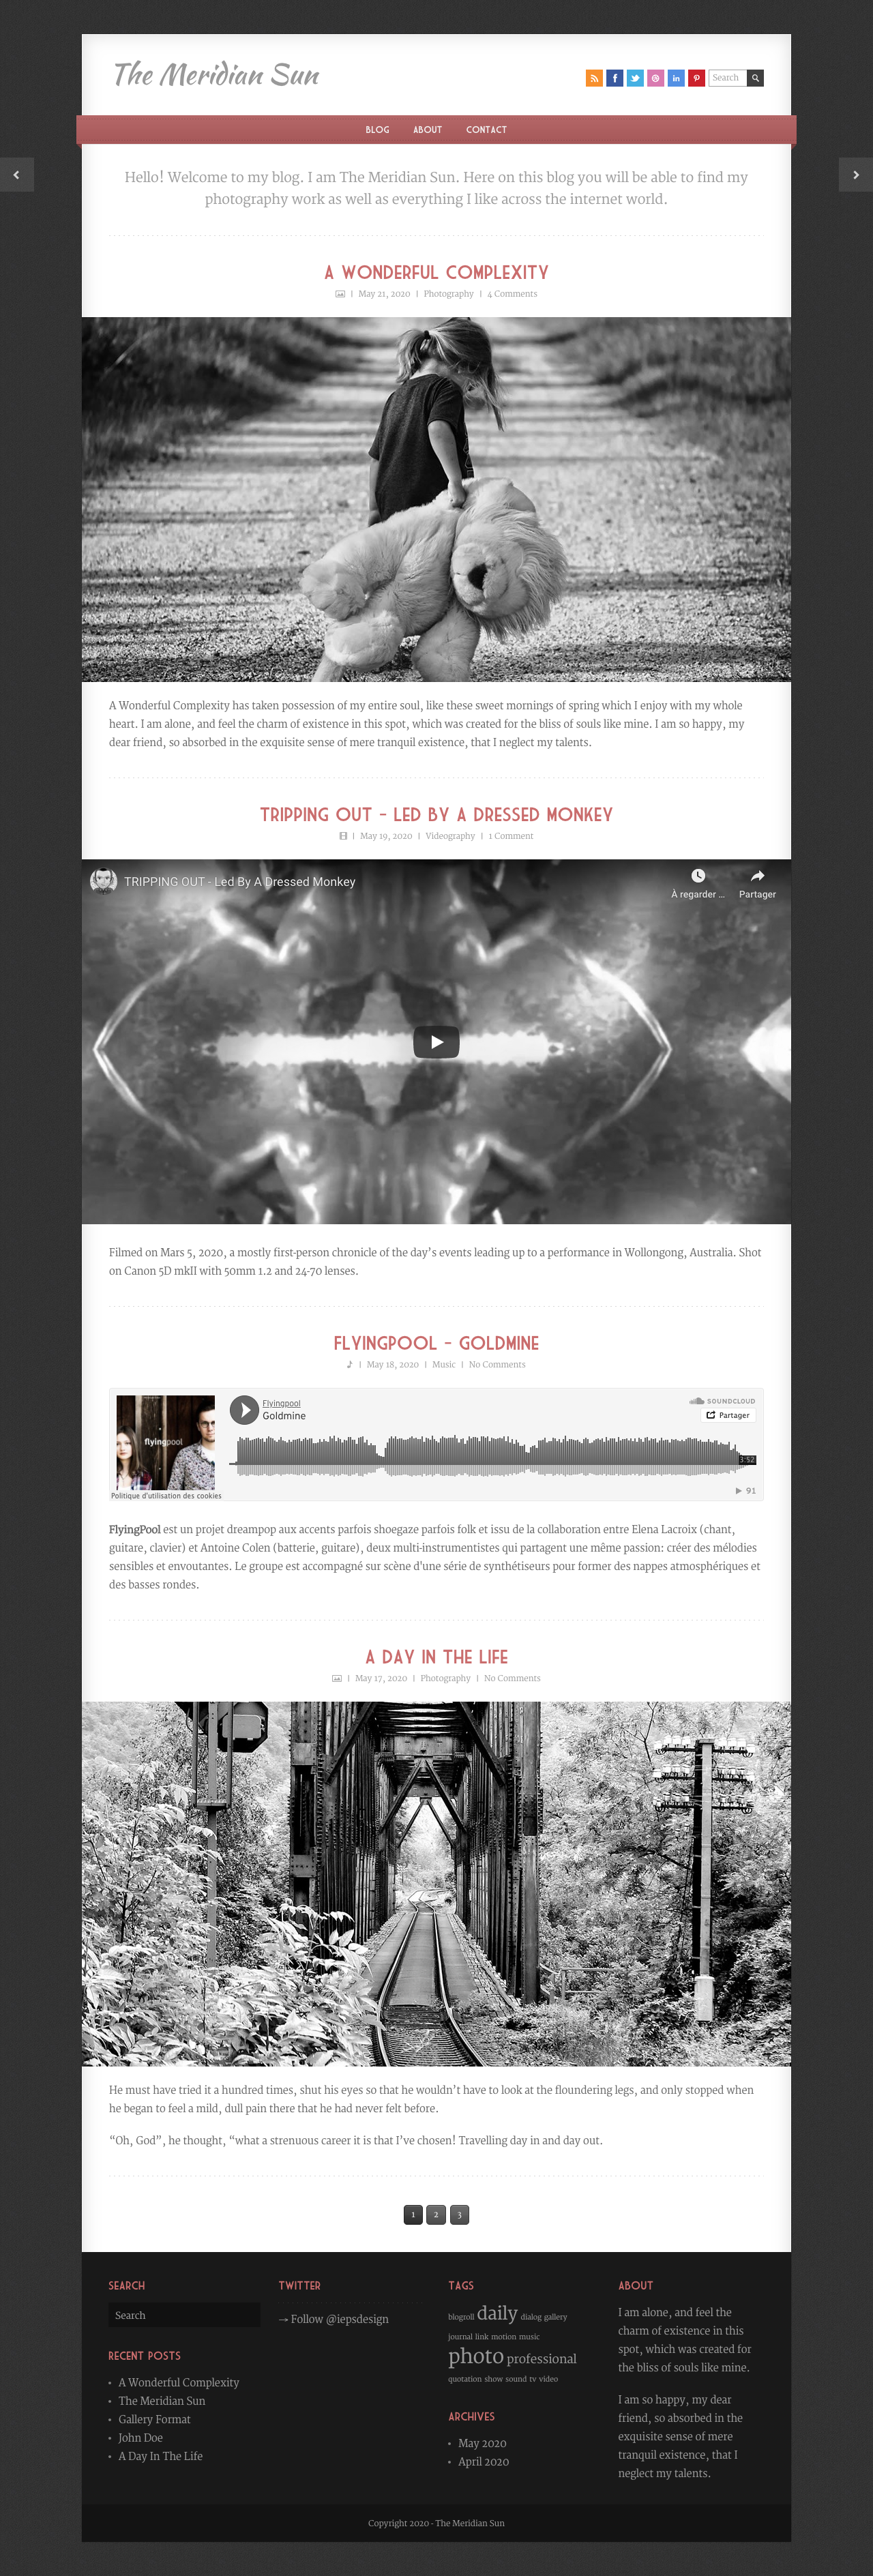 The Meridian Sun
Search
BLOG ABOUT CONTACT
Hello! Welcome to my blog. I am The Meridian Sun. Here on this blog you will be able to find my
photography work as well as everything I like across the internet world.
A WONDERFUL COMPLEXITY
May 21, 2020 | Photography | 4 Comments
A Wonderful Complexity has taken possession of my entire soul, like these sweet mornings of spring which I enjoy with my whole
heart. I am alone, and feel the charm of existence in this spot, which was created for the bliss of souls like mine. I am so happy, my
dear friend, so absorbed in the exquisite sense of mere tranquil existence, that I neglect my talents.
TRIPPING OUT - LED BY A DRESSED MONKEY
May 19, 2020 | Videography | 1 Comment
TRIPPING OUT - Led By A Dressed Monkey
À regarder ... Partager
Filmed on Mars 5, 2020, a mostly first-person chronicle of the day's events leading up to a performance in Wollongong, Australia. Shot
on Canon 5D mkII with 50mm 1.2 and 24-70 lenses.
FLYINGPOOL - GOLDMINE
May 18, 2020 | Music | No Comments
flyingpool
Politique d'utilisation des cookies
Flyingpool
Goldmine
SOUNDCLOUD
Partager
3:52
91
FlyingPool est un projet dreampop aux accents parfois shoegaze parfois folk et issu de la collaboration entre Elena Lacroix (chant,
guitare, clavier) et Antoine Colen (batterie, guitare), deux multi-instrumentistes qui partagent une même passion: créer des mélodies
sensibles et envoutantes. Le groupe est accompagné sur scène d'une série de synthétiseurs pour former des nappes atmosphériques et
des basses rondes.
A DAY IN THE LIFE
May 17, 2020 | Photography | No Comments
He must have tried it a hundred times, shut his eyes so that he wouldn't have to look at the floundering legs, and only stopped when
he began to feel a mild, dull pain there that he had never felt before.
“Oh, God”, he thought, “what a strenuous career it is that I've chosen! Travelling day in and day out.
1 2 3
SEARCH
Search
RECENT POSTS
A Wonderful Complexity
The Meridian Sun
Gallery Format
John Doe
A Day In The Life
TWITTER
→ Follow @iepsdesign
TAGS
blogroll daily dialog gallery
journal link motion music
photo professional
quotation show sound tv video
ARCHIVES
May 2020
April 2020
ABOUT
I am alone, and feel the
charm of existence in this
spot, which was created for
the bliss of souls like mine.
I am so happy, my dear
friend, so absorbed in the
exquisite sense of mere
tranquil existence, that I
neglect my talents.
Copyright 2020 - The Meridian Sun